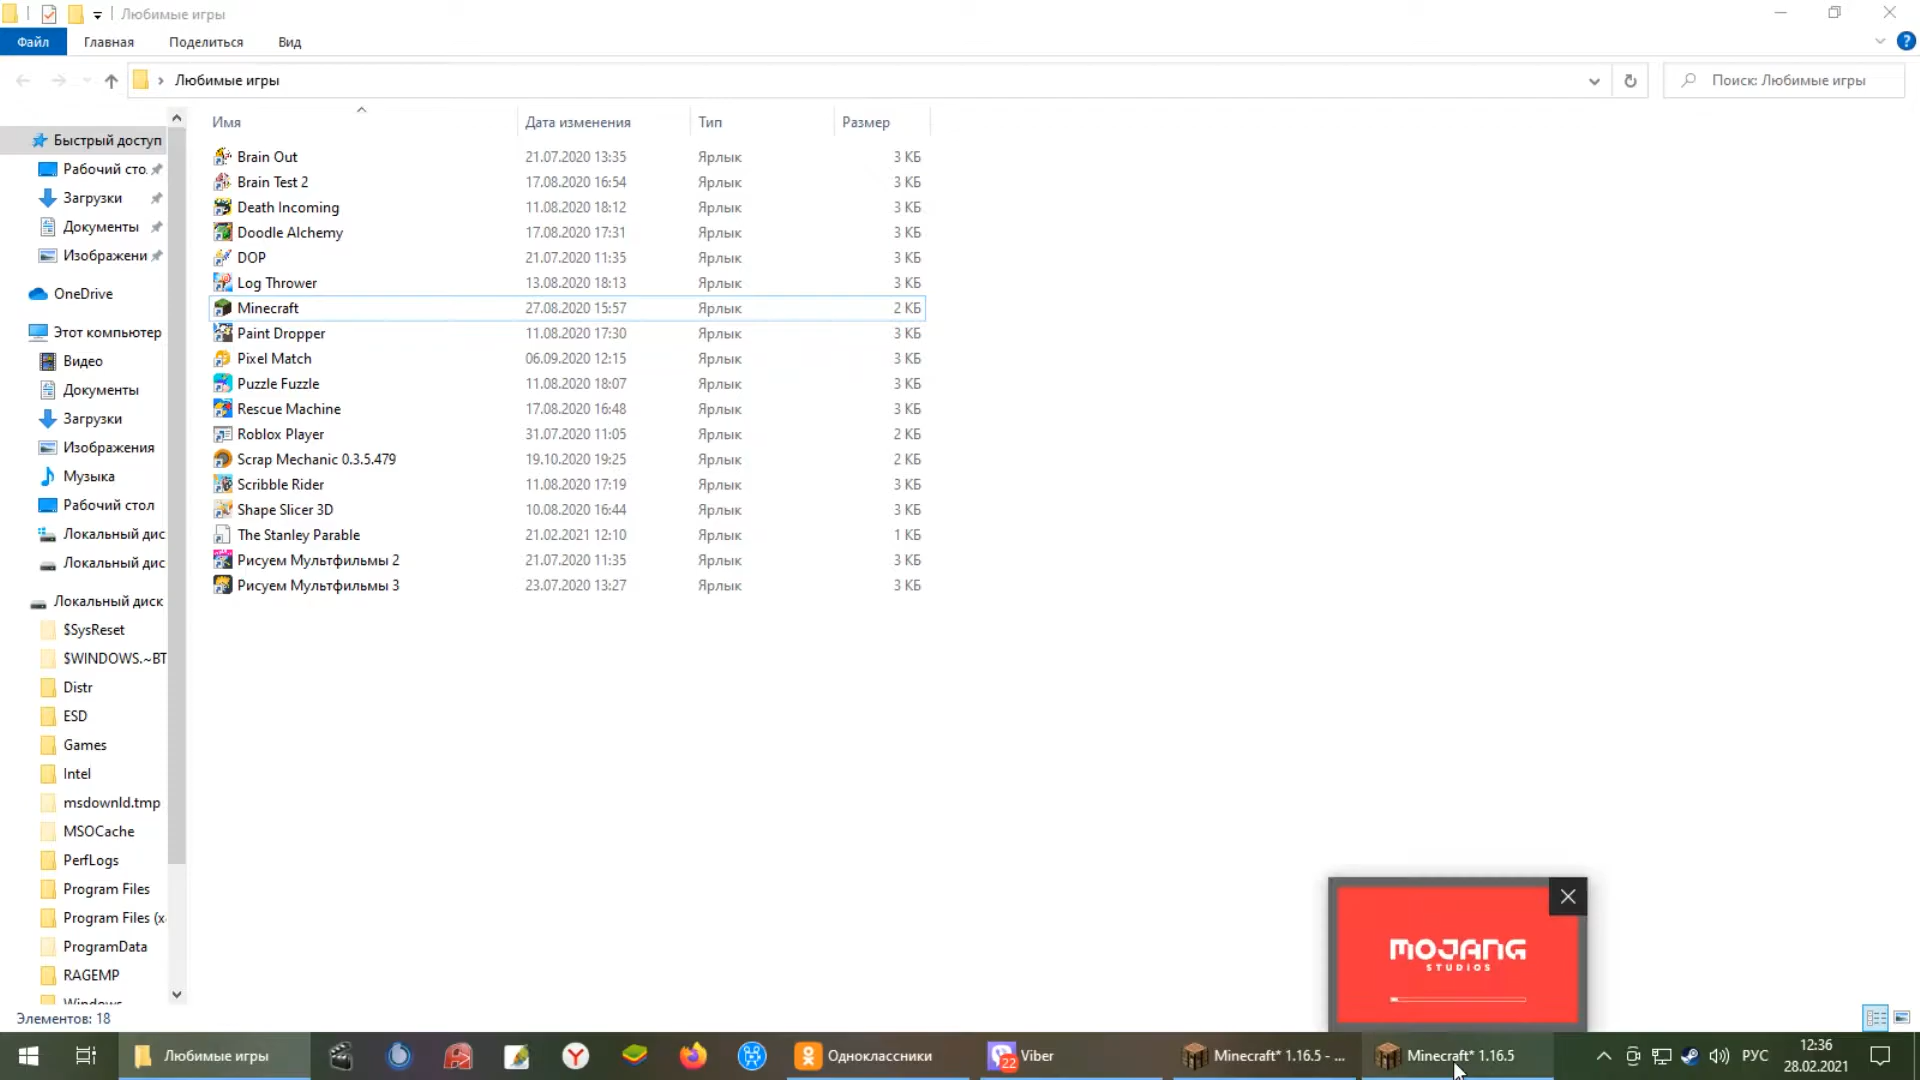 Любимые игры
Файл
Главная
Поделиться
Вид
?
Любимые игры
Поиск: Любимые игры
Имя
Дата изменения
Тип
Размер
Brain Out 21.07.2020 13:35 Ярлык 3 КБ
Brain Test 2 17.08.2020 16:54 Ярлык 3 КБ
Death Incoming 11.08.2020 18:12 Ярлык 3 КБ
Doodle Alchemy 17.08.2020 17:31 Ярлык 3 КБ
DOP 21.07.2020 11:35 Ярлык 3 КБ
Log Thrower 13.08.2020 18:13 Ярлык 3 КБ
Minecraft 27.08.2020 15:57 Ярлык 2 КБ
Paint Dropper 11.08.2020 17:30 Ярлык 3 КБ
Pixel Match 06.09.2020 12:15 Ярлык 3 КБ
Puzzle Fuzzle 11.08.2020 18:07 Ярлык 3 КБ
Rescue Machine 17.08.2020 16:48 Ярлык 3 КБ
Roblox Player 31.07.2020 11:05 Ярлык 2 КБ
Scrap Mechanic 0.3.5.479 19.10.2020 19:25 Ярлык 2 КБ
Scribble Rider 11.08.2020 17:19 Ярлык 3 КБ
Shape Slicer 3D 10.08.2020 16:44 Ярлык 3 КБ
The Stanley Parable 21.02.2021 12:10 Ярлык 1 КБ
Рисуем Мультфильмы 2 21.07.2020 11:35 Ярлык 3 КБ
Рисуем Мультфильмы 3 23.07.2020 13:27 Ярлык 3 КБ
Быстрый доступ
Рабочий сто.
Загрузки
Документы
Изображени
OneDrive
Этот компьютер
Видео
Документы
Загрузки
Изображения
Музыка
Рабочий стол
Локальный дис
Локальный дис
Локальный диск
$SysReset
$WINDOWS.~BT
Distr
ESD
Games
Intel
msdownld.tmp
MSOCache
PerfLogs
Program Files
Program Files (x
ProgramData
RAGEMP
Windows
Элементов: 18
MOJANG
STUDIOS
Любимые игры
Одноклассники
22
Viber
Minecraft* 1.16.5 - ...
Minecraft* 1.16.5
РУС
12:36
28.02.2021